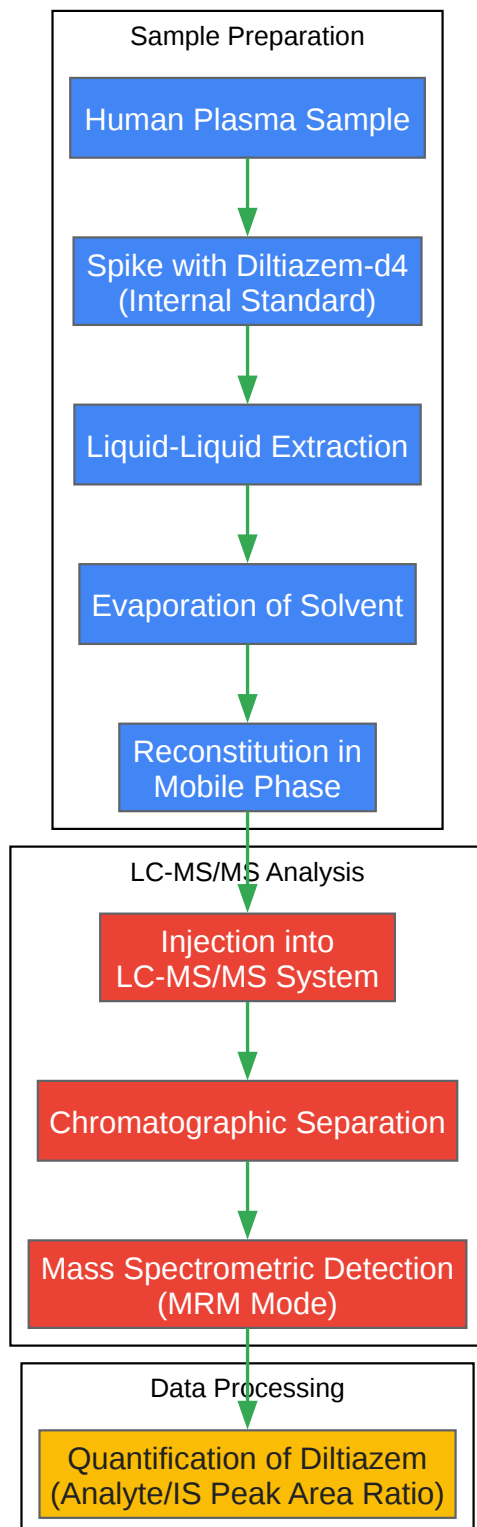 Sample Preparation
Human Plasma Sample
Spike with Diltiazem-d4
(Internal Standard)
Liquid-Liquid Extraction
Evaporation of Solvent
Reconstitution in
Mobile Phase
LC-MS/MS Analysis
Injection into
LC-MS/MS System
Chromatographic Separation
Mass Spectrometric Detection
(MRM Mode)
Data Processing
Quantification of Diltiazem
(Analyte/IS Peak Area Ratio)